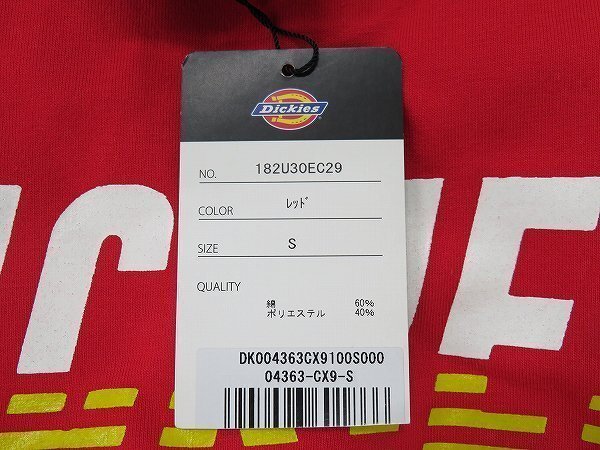 Dickies
NO. 182U30EC29
COLOR ﾚｯﾄﾞ
SIZE S
QUALITY
綿 60%
ポリエステル 40%
DK004363CX9100S000
04363-CX9-S